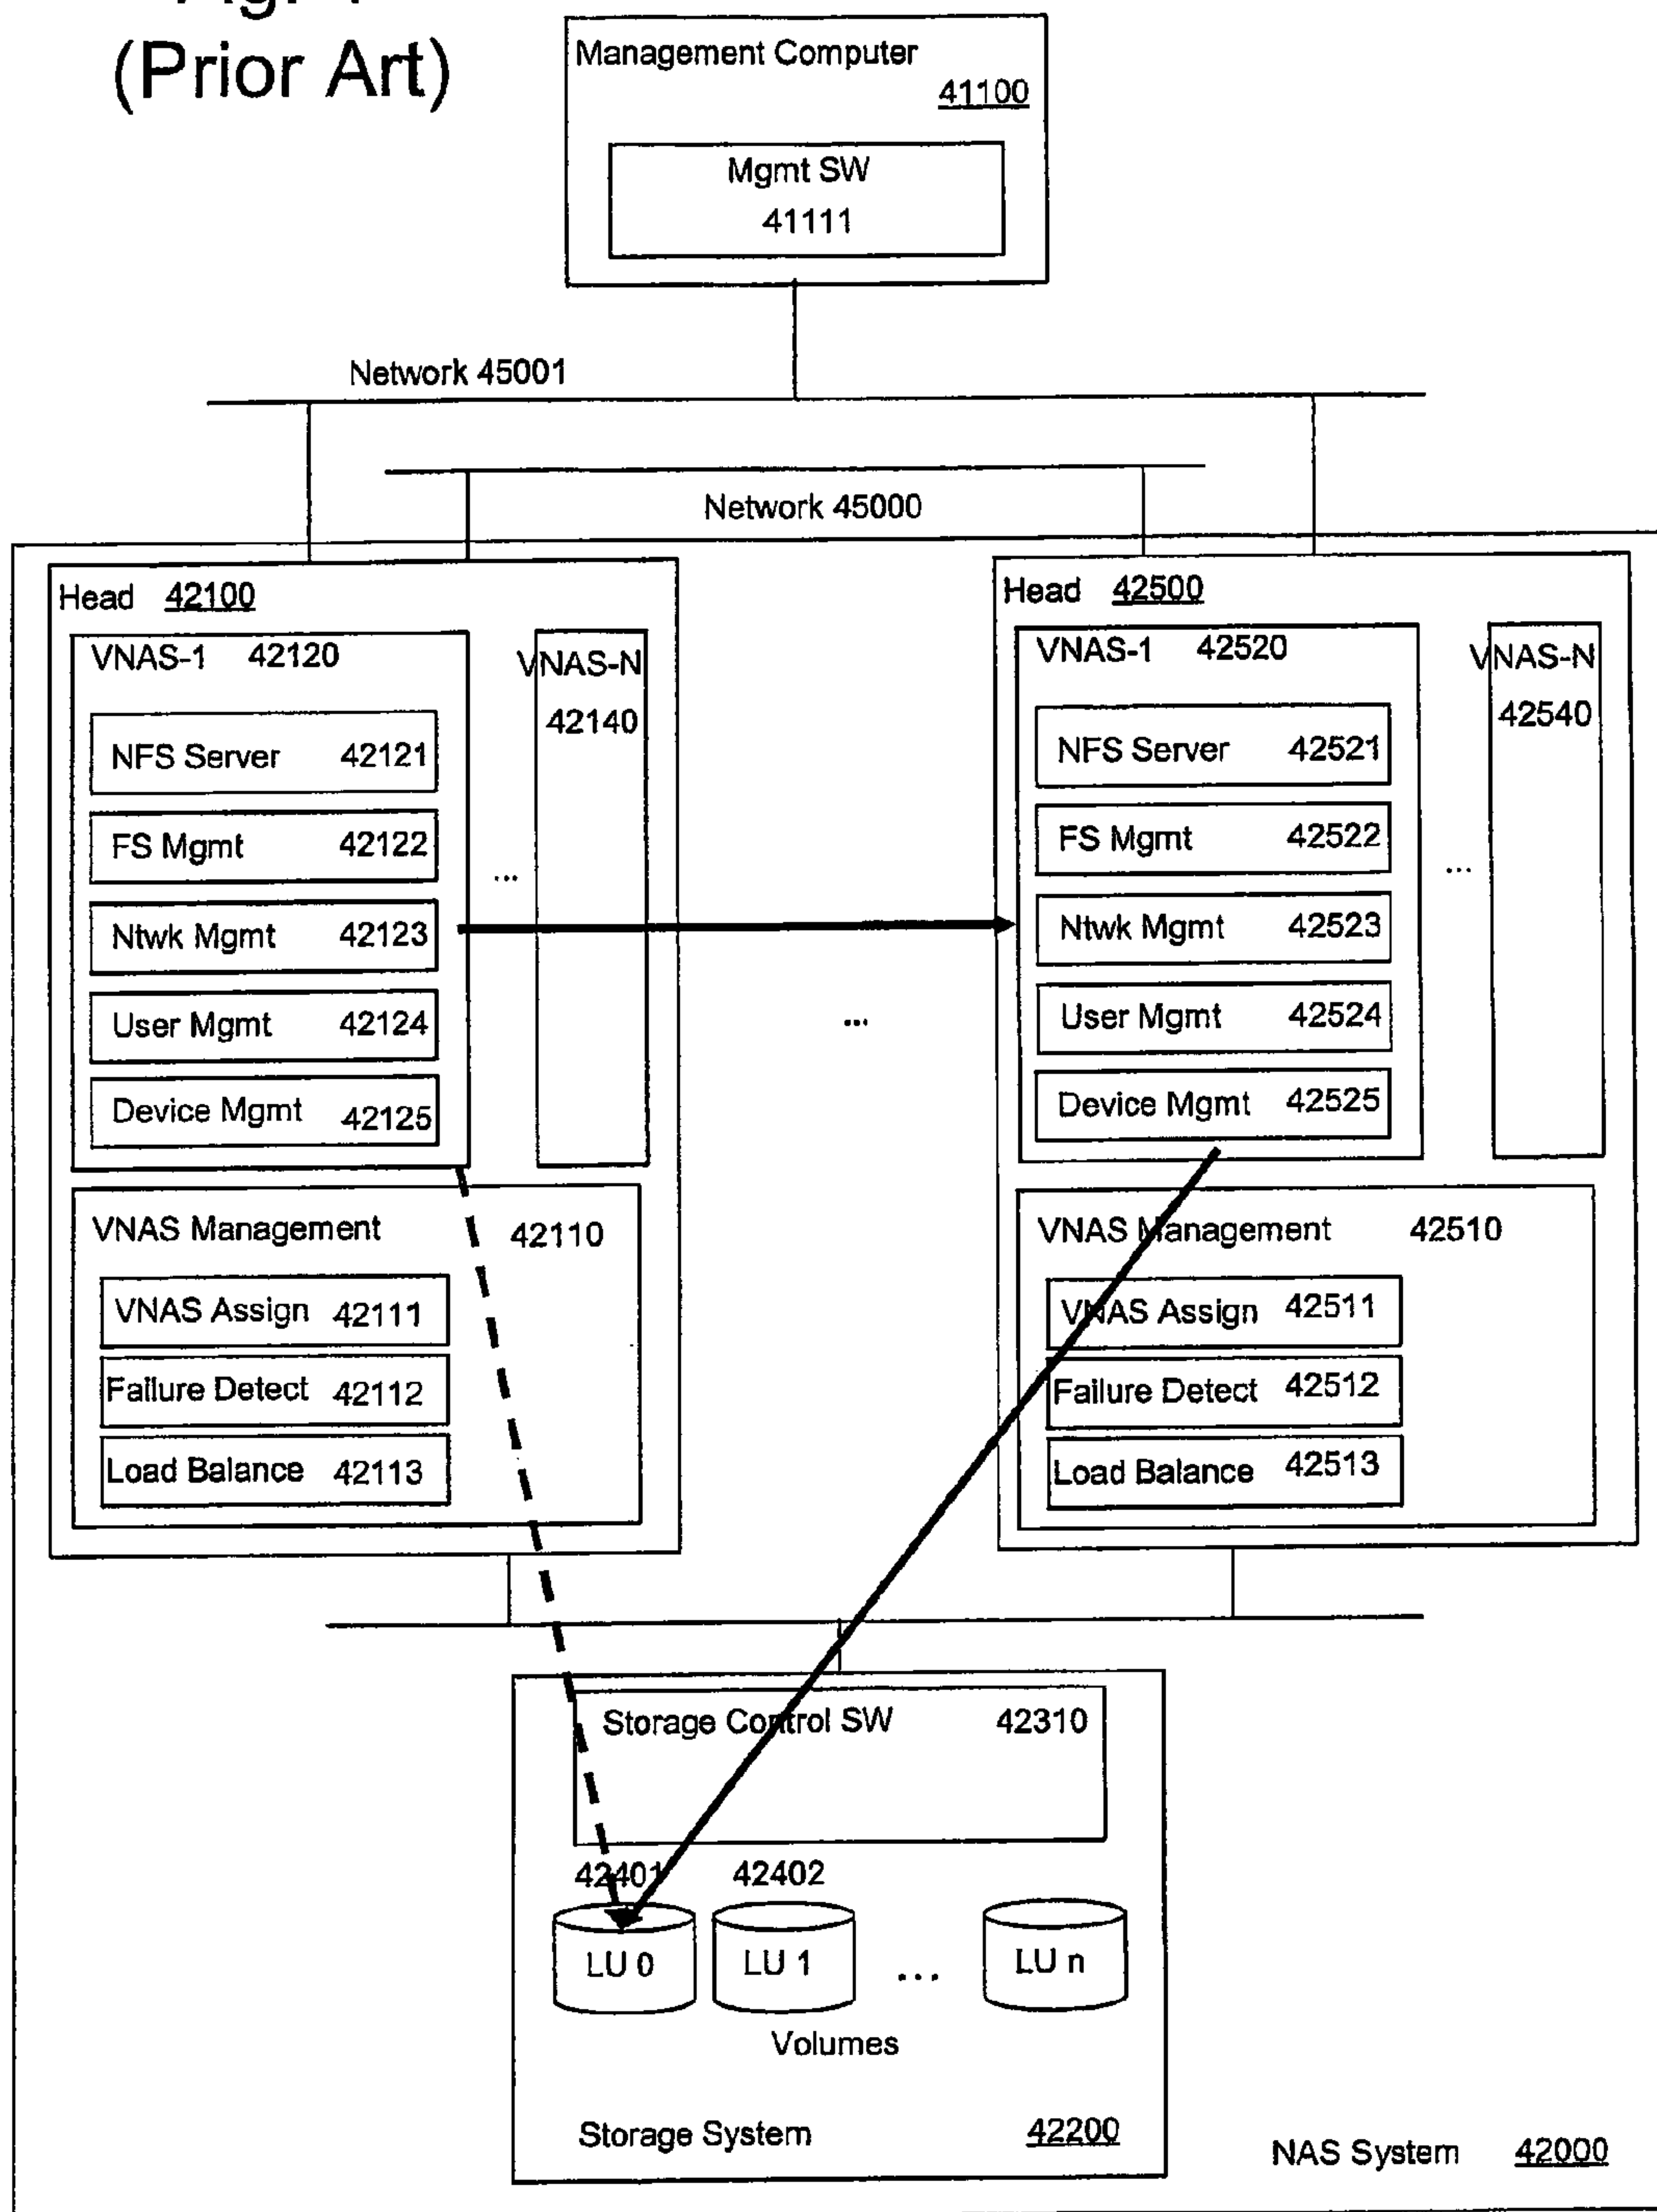 (Prior Art)
Management Computer
41100
Mgmt SW
41111
Network 45001
Network 45000
Head 42100
VNAS-1 42120
NFS Server 42121
FS Mgmt 42122
Ntwk Mgmt 42123
User Mgmt 42124
Device Mgmt 42125
...
VNAS-N
42140
VNAS Management 42110
VNAS Assign 42111
Failure Detect 42112
Load Balance 42113
...
Head 42500
VNAS-1 42520
NFS Server 42521
FS Mgmt 42522
Ntwk Mgmt 42523
User Mgmt 42524
Device Mgmt 42525
...
VNAS-N
42540
VNAS Management 42510
VNAS Assign 42511
Failure Detect 42512
Load Balance 42513
Storage Control SW 42310
42401 42402
LU 0 LU 1 ... LU n
Volumes
Storage System 42200
NAS System 42000